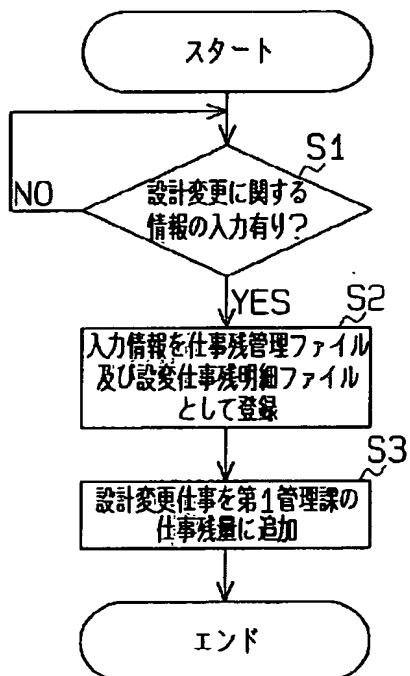 スタート
S1
設計変更に関する
情報の入力有り?
NO
YES
S2
入力情報を仕事残管理ファイル
及び設変仕事残明細ファイル
として登録
S3
設計変更仕事を第1管理課の
仕事残量に追加
エンド